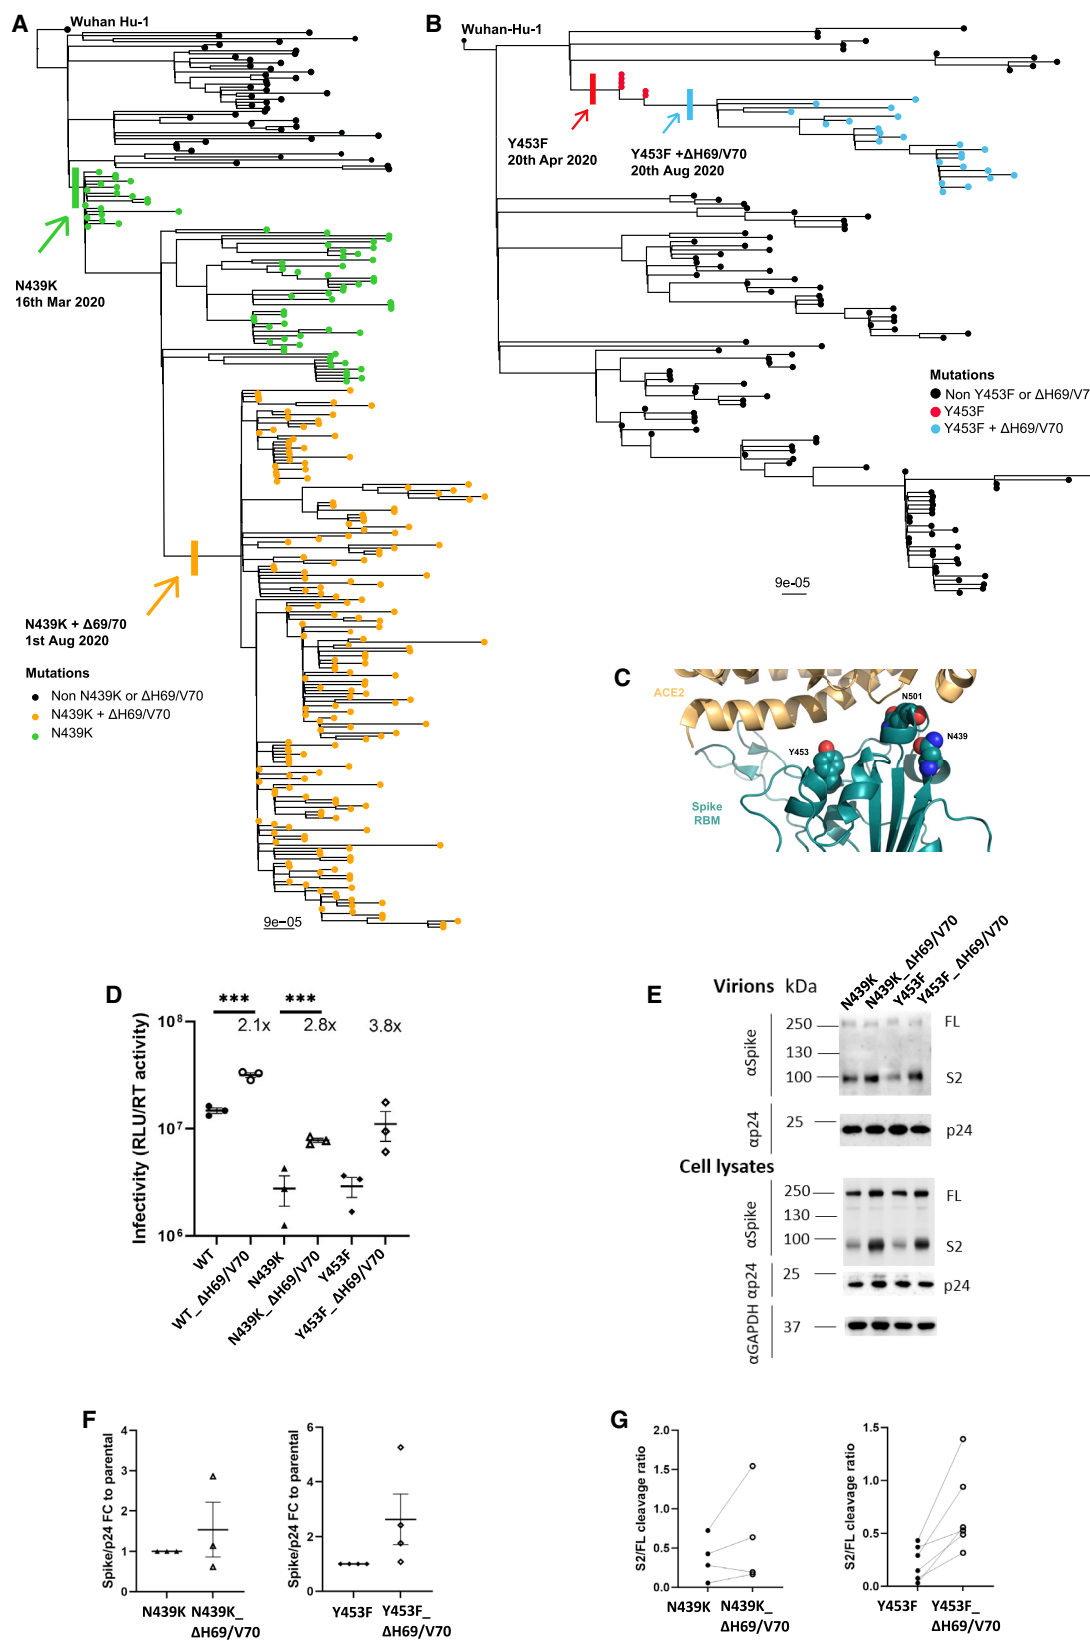 A
Wuhan Hu-1
N439K
16th Mar 2020
N439K + Δ69/70
1st Aug 2020
Mutations
Non N439K or ΔH69/V70
N439K + ΔH69/V70
N439K
9e−05
B
Wuhan-Hu-1
Y453F
20th Apr 2020
Y453F +ΔH69/V70
20th Aug 2020
Mutations
Non Y453F or ΔH69/V7
Y453F
Y453F + ΔH69/V70
9e-05
C
ACE2
N501
N439
Y453
Spike
RBM
D
*** ***
2.1x 2.8x 3.8x
Infectivity (RLU/RT activity)
10⁸
10⁷
10⁶
WT
WT_ ΔH69/V70
N439K
N439K_ ΔH69/V70
Y453F
Y453F_ ΔH69/V70
E
N439K
N439K_ΔH69/V70
Y453F
Y453F_ΔH69/V70
Virions kDa
αSpike
250 FL
130
100 S2
αp24
25 p24
Cell lysates
αSpike
250 FL
130
100 S2
αp24
25 p24
αGAPDH
37
F
Spike/p24 FC to parental
4
3
2
1
0
N439K N439K_
ΔH69/V70
Spike/p24 FC to parental
6
4
2
0
Y453F Y453F_
ΔH69/V70
G
S2/FL cleavage ratio
2.0
1.5
1.0
0.5
0.0
N439K N439K_
ΔH69/V70
S2/FL cleavage ratio
1.5
1.0
0.5
0.0
Y453F Y453F_
ΔH69/V70